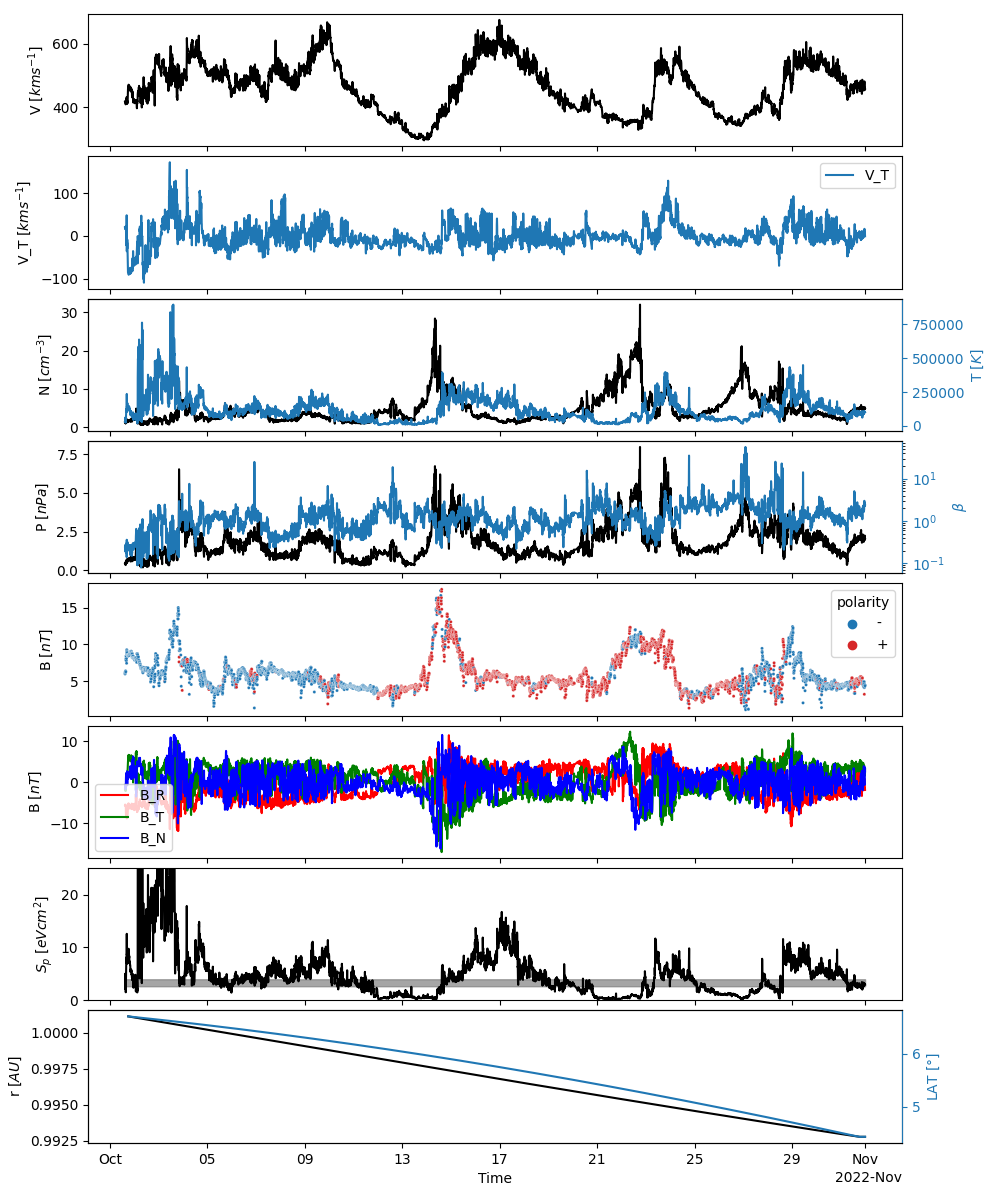 600
400
V [kms⁻¹]
V_T
100
0
−100
V_T [kms⁻¹]
30
20
10
0
N [cm⁻³]
750000
500000
250000
0
T [K]
7.5
5.0
2.5
0.0
P [nPa]
10¹
10⁰
10⁻¹
β
polarity
-
+
15
10
5
B [nT]
10
0
−10
B [nT]
B_R
B_T
B_N
20
10
0
Sₚ [eVcm²]
1.0000
0.9975
0.9950
0.9925
r [AU]
6
5
LAT [°]
Oct 05 09 13 17 21 25 29 Nov
Time
2022-Nov